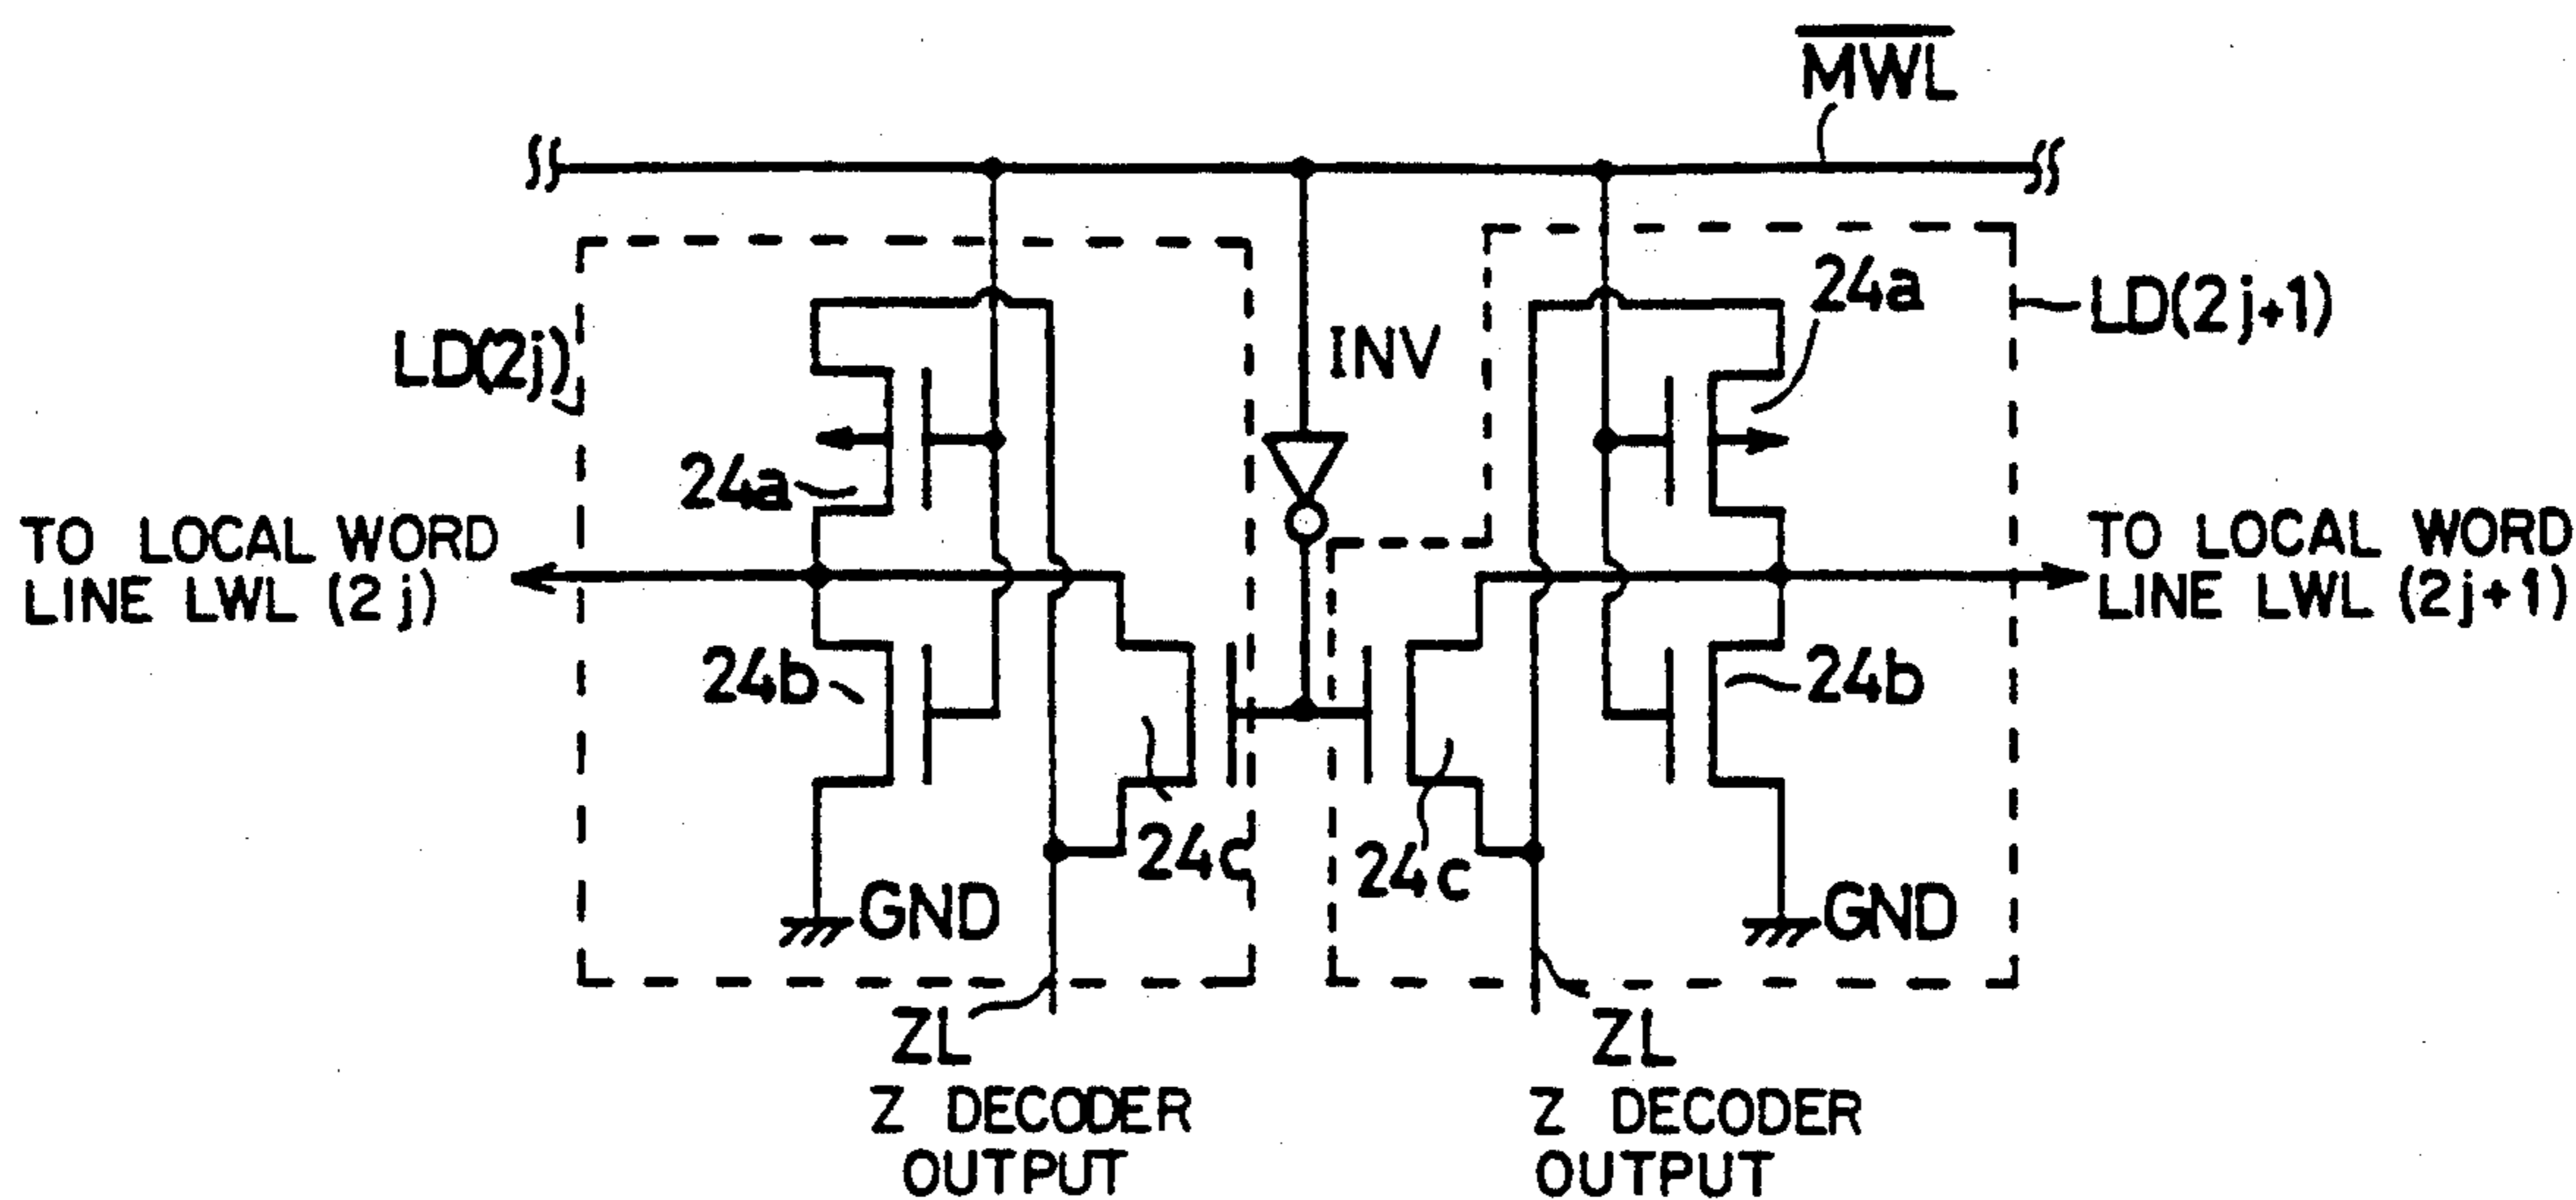 M̅W̅L̅
24a
LD(2j+1)
INV
LD(2j)
24a
TO LOCAL WORD
LINE LWL (2j)
TO LOCAL WORD
LINE LWL (2j+1)
24b
24b
24c
24c
GND
GND
ZL
Z DECODER
OUTPUT
ZL
Z DECODER
OUTPUT